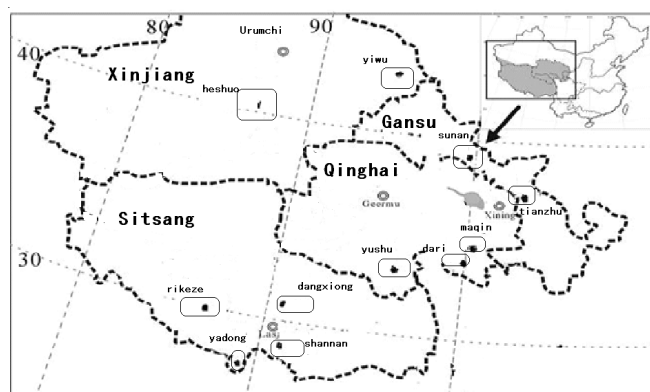 80
90
Urumchi
40
yiwu
Xinjiang
heshuo
Gansu
sunan
Qinghai
Geermu
Xining
tianzhu
Sitsang
maqin
30
yushu
dari
rikeze
dangxiong
yadong
shannan